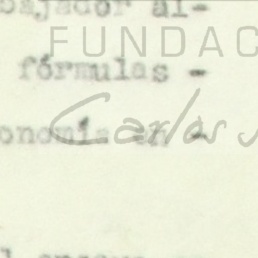 bajador al-
FUNDAC
fórmulas -
Carlos
onomía en -